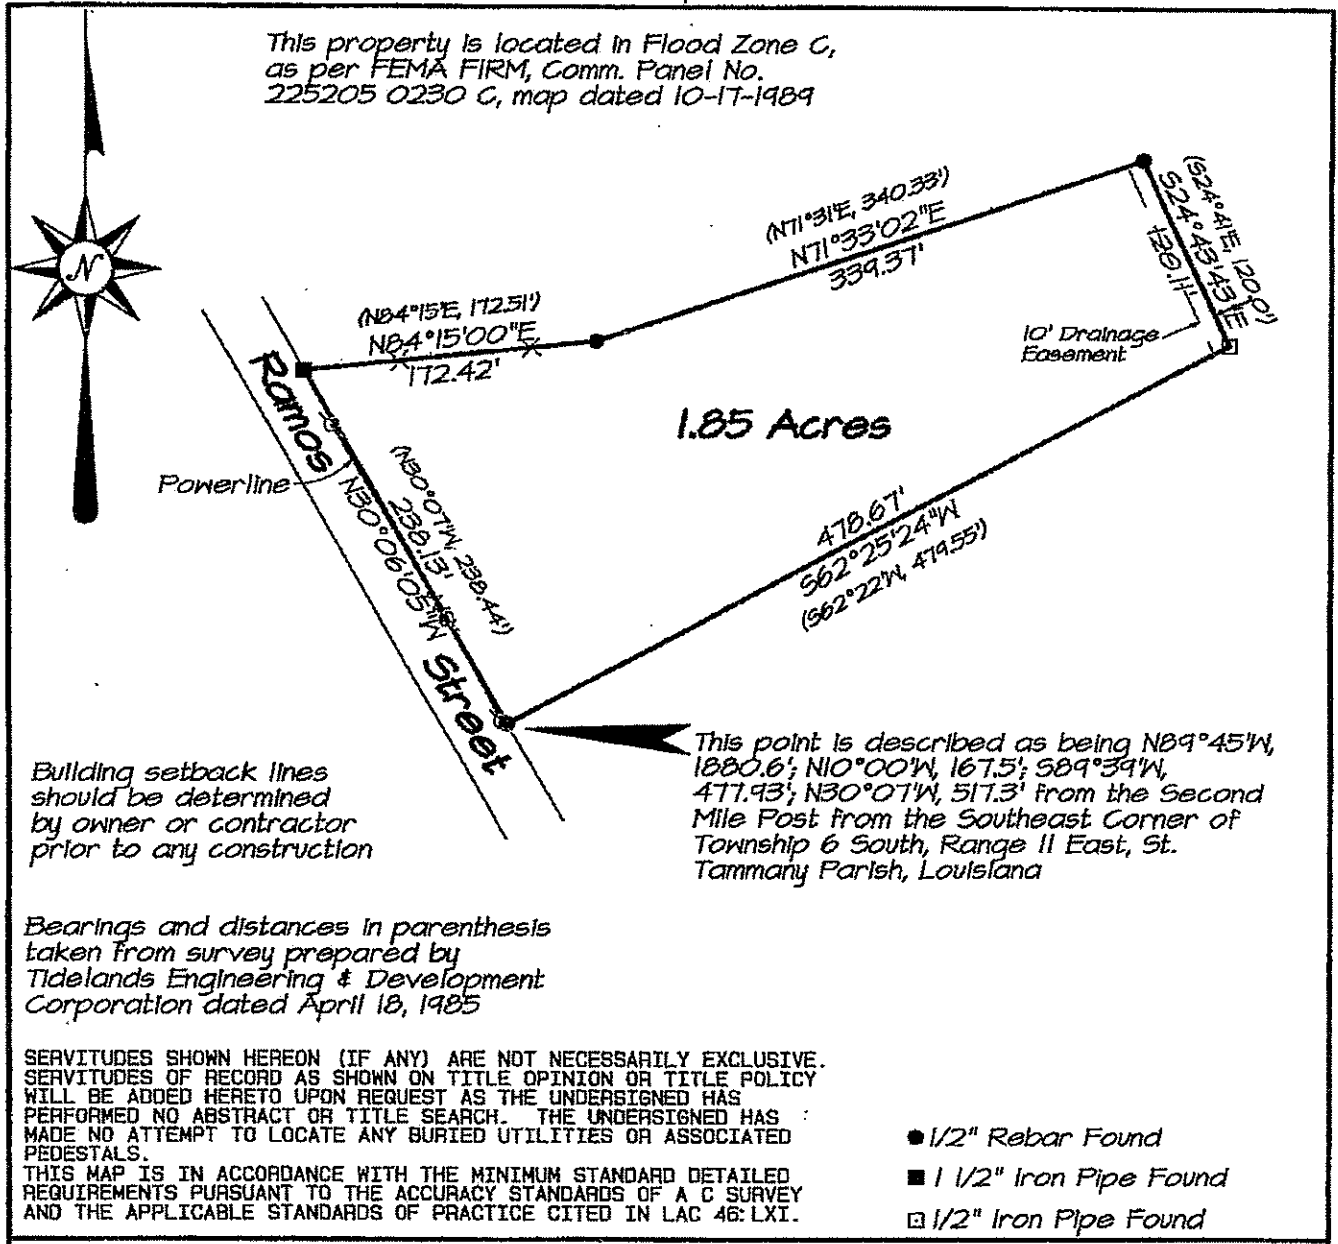 This property is located in Flood Zone C,
as per FEMA FIRM, Comm. Panel No.
225205 0230 C, map dated 10-17-1989
N
(N71°31'E, 340.33')
N71°33'02"E
339.37'
(S24°41'E, 120.0')
S24°43'43"E
120.11'
10' Drainage
Easement
(N84°15'E, 172.51')
N84°15'00"E
172.42'
1.85 Acres
Ramos
Street
Powerline
(N30°07'W, 238.44')
238.13'
N30°06'05"W
478.67'
S62°25'24"W
(S62°22'W, 479.55')
This point is described as being N89°45'W,
1880.6'; N10°00'W, 167.5'; S89°39'W,
477.93'; N30°07'W, 517.3' from the Second
Mile Post from the Southeast Corner of
Township 6 South, Range 11 East, St.
Tammany Parish, Louisiana
Building setback lines
should be determined
by owner or contractor
prior to any construction
Bearings and distances in parenthesis
taken from survey prepared by
Tidelands Engineering & Development
Corporation dated April 18, 1985
SERVITUDES SHOWN HEREON (IF ANY) ARE NOT NECESSARILY EXCLUSIVE.
SERVITUDES OF RECORD AS SHOWN ON TITLE OPINION OR TITLE POLICY
WILL BE ADDED HERETO UPON REQUEST AS THE UNDERSIGNED HAS
PERFORMED NO ABSTRACT OR TITLE SEARCH. THE UNDERSIGNED HAS
MADE NO ATTEMPT TO LOCATE ANY BURIED UTILITIES OR ASSOCIATED
PEDESTALS.
THIS MAP IS IN ACCORDANCE WITH THE MINIMUM STANDARD DETAILED
REQUIREMENTS PURSUANT TO THE ACCURACY STANDARDS OF A C SURVEY
AND THE APPLICABLE STANDARDS OF PRACTICE CITED IN LAC 46:LXI.
1/2" Rebar Found
1 1/2" Iron Pipe Found
1/2" Iron Pipe Found